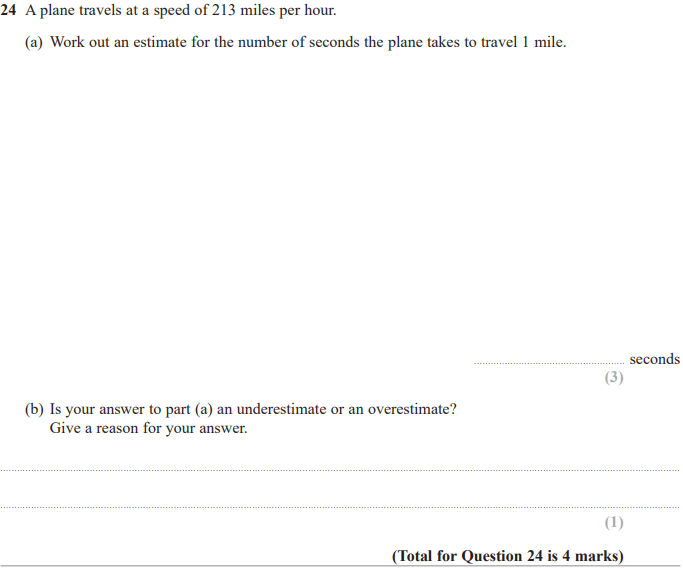 24 A plane travels at a speed of 213 miles per hour.
(a) Work out an estimate for the number of seconds the plane takes to travel 1 mile.
seconds
(3)
(b) Is your answer to part (a) an underestimate or an overestimate?
Give a reason for your answer.
(1)
(Total for Question 24 is 4 marks)